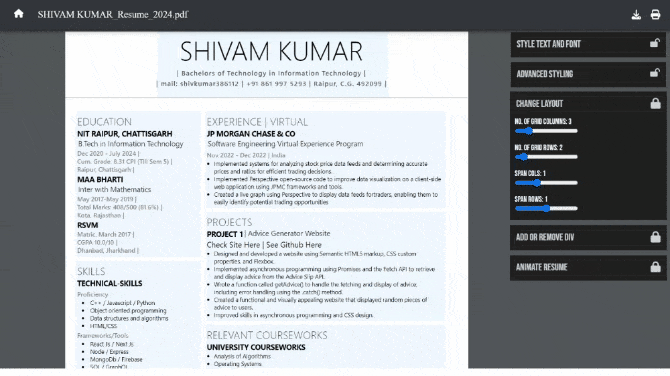 SHIVAM KUMAR_Resume_2024.pdf
SHIVAM KUMAR
| Bachelors of Technology in Information Technology |
| mail: shivkumar386112 | +91 861 997 5293 | Raipur, C.G. 492099 |
EDUCATION
NIT RAIPUR, CHATTISGARH
B.Tech in Information Technology
Dec 2020 - July 2024 |
Cum. Grade: 8.31 CPI (Till Sem 5) |
Raipur, Chattisgarh |
MAA BHARTI
Inter with Mathematics
May 2017-May 2019 |
Total Marks: 408/500 (81.6%) |
Kota, Rajasthan |
RSVM
Matric. March 2017 |
CGPA 10.0/10 |
Dhanbad, Jharkhand |
SKILLS
TECHNICAL-SKILLS
Proficiency
C++ / Javascript / Python
Object oriented programming
Data structures and algorithms
HTML/CSS
Frameworks/Tools
React Js / Next Js
Node / Express
MongoDb / Firebase
SQL / GraphQL
EXPERIENCE | VIRTUAL
JP MORGAN CHASE & CO
Software Engineering Virtual Experience Program
Nov 2022 - Dec 2022 | India
Implemented systems for analyzing stock price data feeds and determining accurate
prices and ratios for efficient trading decisions.
Implemented Perspective open-source code to improve data visualization on a client-side
web application using JPMC frameworks and tools.
Created a live graph using Perspective to display data feeds fortraders, enabling them to
easily identify potential trading opportunities
PROJECTS
PROJECT 1 | Advice Generator Website
Check Site Here | See Github Here
Designed and developed a website using Semantic HTML5 markup, CSS custom
properties, and Flexbox.
Implemented asynchronous programming using Promises and the Fetch API to retrieve
and display advice from the Advice Slip API.
Wrote a function called getAdvice() to handle the fetching and display of advice,
including error handling using the .catch() method.
Created a functional and visually appealing website that displayed random pieces of
advice to users.
Improved skills in asynchronous programming and CSS design.
RELEVANT COURSEWORKS
UNIVERSITY COURSEWORKS
Analysis of Algorithms
Operating Systems
STYLE TEXT AND FONT
ADVANCED STYLING
CHANGE LAYOUT
NO. OF GRID COLUMNS: 3
NO. OF GRID ROWS: 2
SPAN COLS: 1
SPAN ROWS: 1
ADD OR REMOVE DIV
ANIMATE RESUME